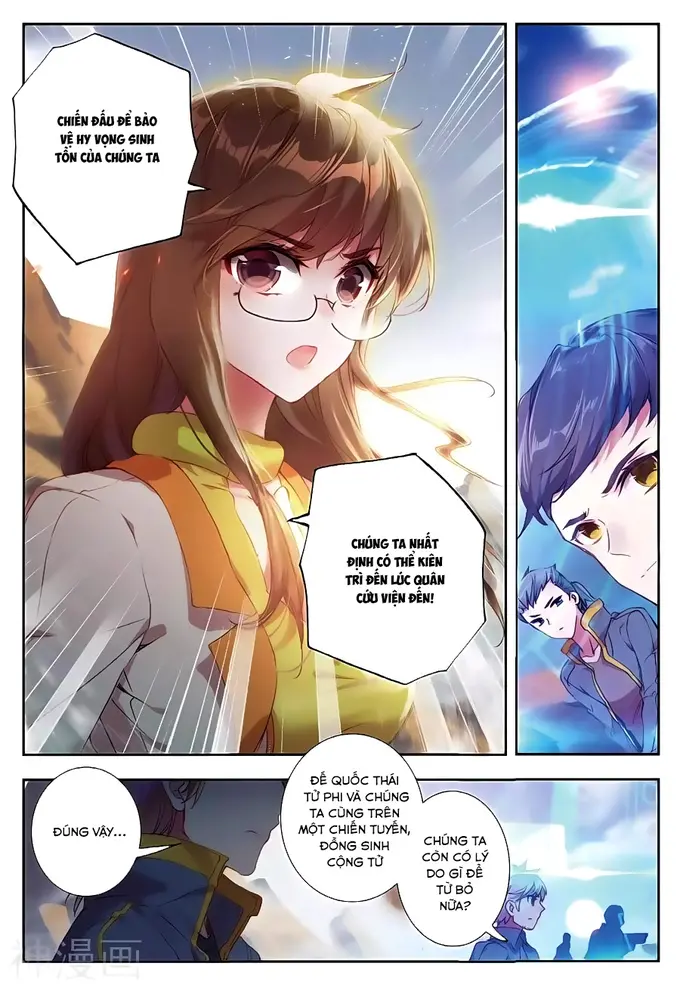 CHIẾN ĐẤU ĐỂ BẢO
VỆ HY VỌNG SINH
TỒN CỦA CHÚNG TA
CHÚNG TA NHẤT
ĐỊNH CÓ THỂ KIÊN
TRÌ ĐẾN LÚC QUÂN
CỨU VIỆN ĐẾN!
ĐÚNG VẬY...
ĐẾ QUỐC THÁI
TỬ PHI VÀ CHÚNG
TA CÙNG TRÊN
MỘT CHIẾN TUYẾN,
ĐỒNG SINH
CỘNG TỬ
CHÚNG TA
CÒN CÓ LÝ
DO GÌ ĐỂ
TỪ BỎ
NỮA?
神漫画